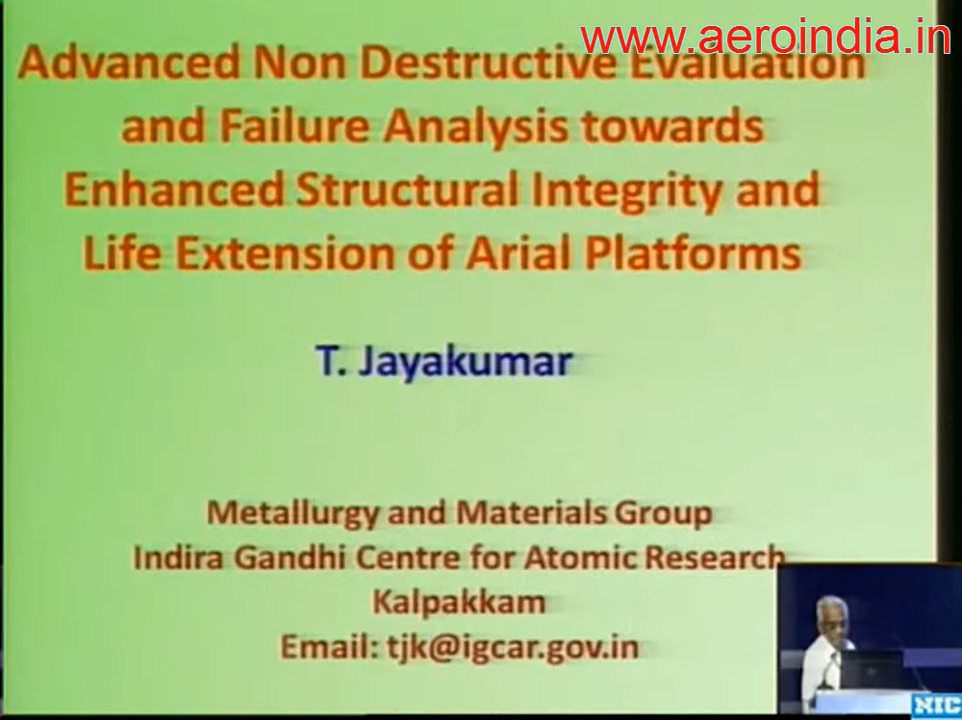 www.aeroindia.in
Advanced Non Destructive Evaluation
and Failure Analysis towards
Enhanced Structural Integrity and
Life Extension of Arial Platforms
T. Jayakumar
Metallurgy and Materials Group
Indira Gandhi Centre for Atomic Research
Kalpakkam
Email: tjk@igcar.gov.in
NIC